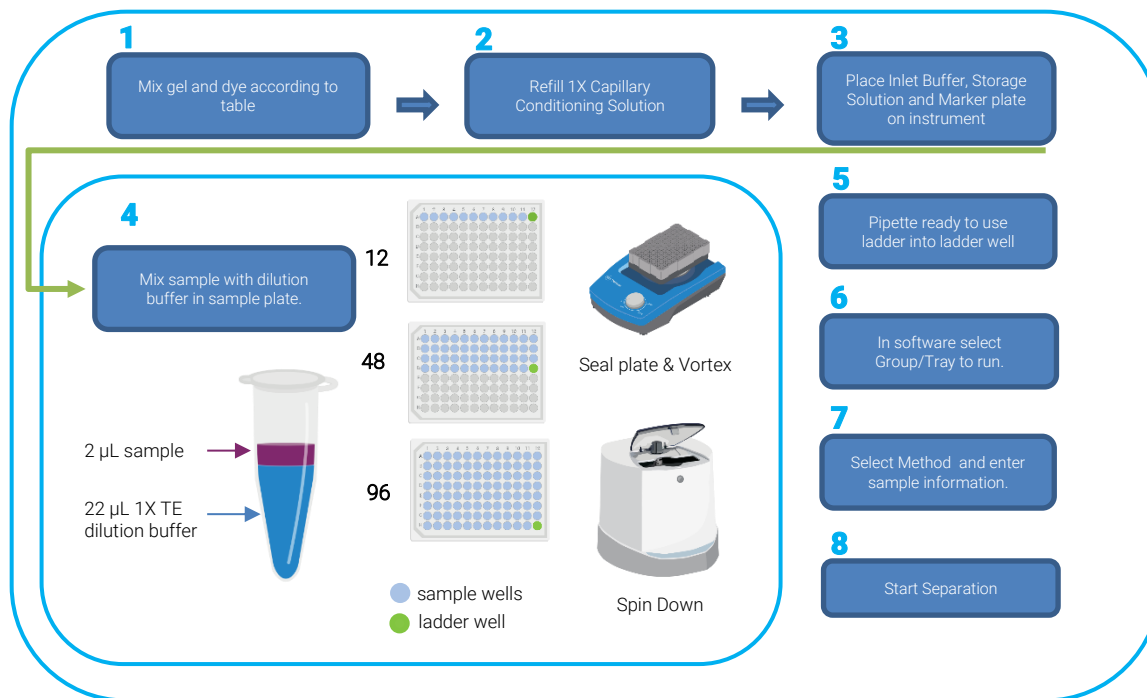 1
Mix gel and dye according to
table
2
Refill 1X Capillary
Conditioning Solution
3
Place Inlet Buffer, Storage
Solution and Marker plate
on instrument
4
Mix sample with dilution
buffer in sample plate.
2 µL sample
22 µL 1X TE
dilution buffer
12
48
96
sample wells
ladder well
Seal plate & Vortex
Spin Down
5
Pipette ready to use
ladder into ladder well
6
In software select
Group/Tray to run.
7
Select Method and enter
sample information.
8
Start Separation